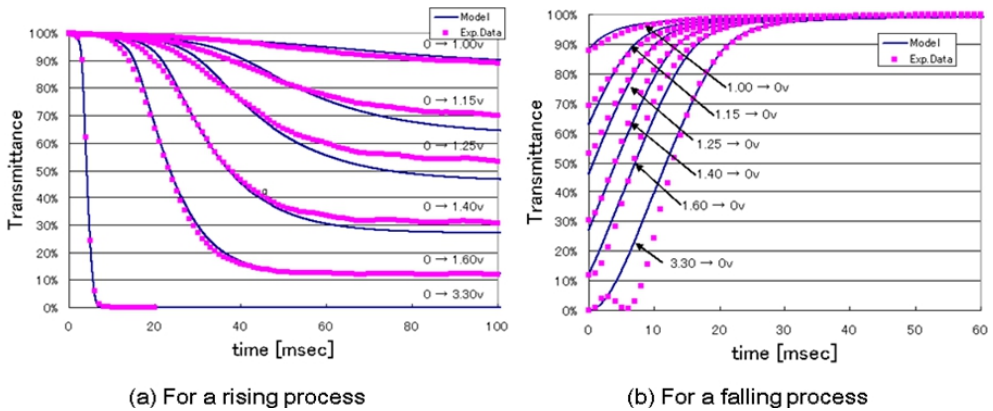 100%
90%
80%
70%
60%
50%
40%
30%
20%
10%
0%
Transmittance
0
20
40
60
80
100
time [msec]
Model
Exp.Data
0 → 1.00v
0 → 1.15v
0 → 1.25v
0 → 1.40v
0 → 1.60v
0 → 3.30v
(a) For a rising process
100%
90%
80%
70%
60%
50%
40%
30%
20%
10%
0%
Transmittance
0
10
20
30
40
50
60
time [msec]
Model
Exp.Data
1.00 → 0v
1.15 → 0v
1.25 → 0v
1.40 → 0v
1.60 → 0v
3.30 → 0v
(b) For a falling process